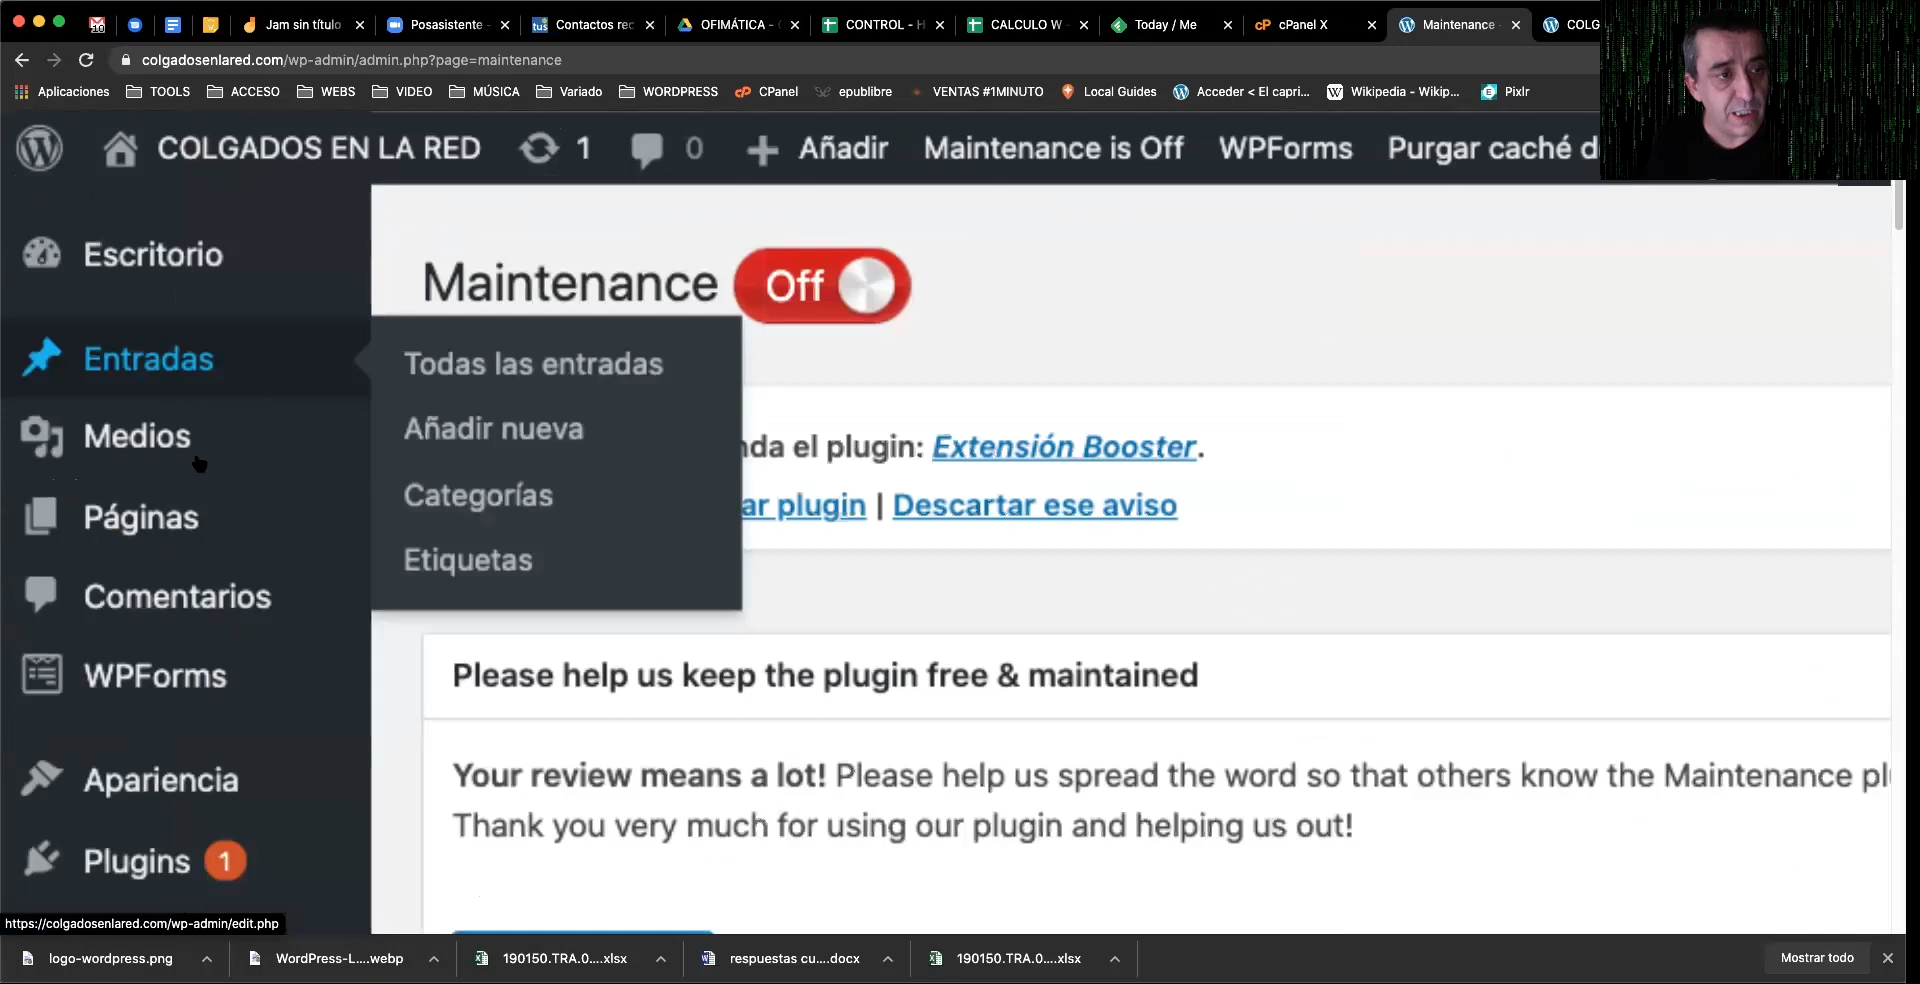 10
Jam sin título
Posasistente -
Contactos rec
OFIMÁTICA -
CONTROL - H
CALCULO W -
Today / Me
cP cPanel X
Maintenance
COLG
colgadosenlared.com/wp-admin/admin.php?page=maintenance
Aplicaciones
TOOLS
ACCESO
WEBS
VIDEO
MÚSICA
Variado
WORDPRESS
cP CPanel
epublibre
VENTAS #1MINUTO
Local Guides
Acceder < El capri...
W Wikipedia - Wikip...
Pixlr
COLGADOS EN LA RED
1
0
Añadir
Maintenance is Off
WPForms
Purgar caché d
Escritorio
Entradas
Medios
Páginas
Comentarios
WPForms
Apariencia
Plugins 1
Todas las entradas
Añadir nueva
Categorías
Etiquetas
Maintenance Off
nda el plugin: Extensión Booster.
ar plugin | Descartar ese aviso
Please help us keep the plugin free & maintained
Your review means a lot! Please help us spread the word so that others know the Maintenance pl
Thank you very much for using our plugin and helping us out!
https://colgadosenlared.com/wp-admin/edit.php
logo-wordpress.png
WordPress-L....webp
190150.TRA.0....xlsx
respuestas cu....docx
190150.TRA.0....xlsx
Mostrar todo